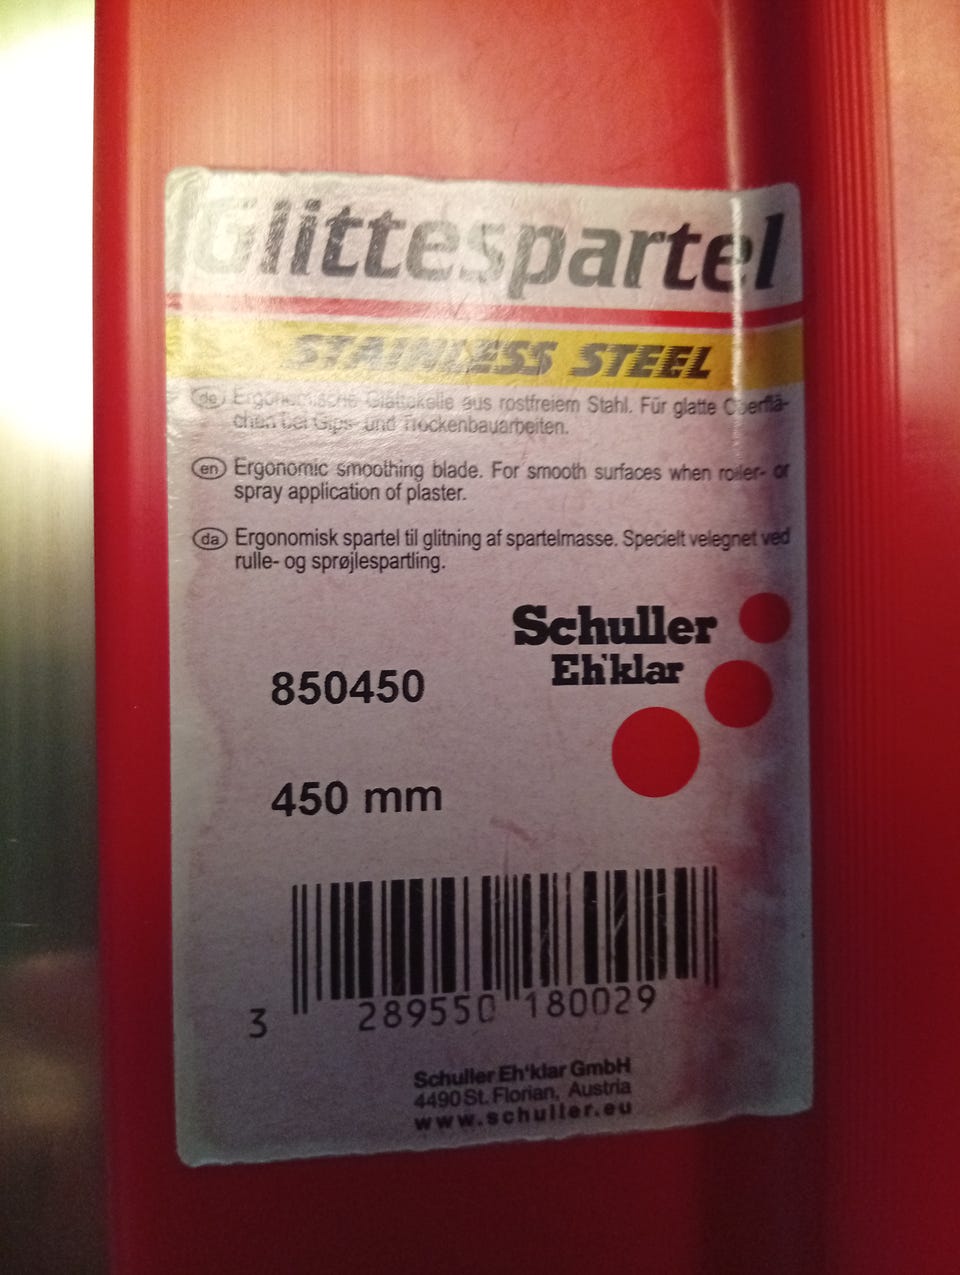 Glittespartel
STAINLESS STEEL
de Ergonomische Glättekelle aus rostfreiem Stahl. Für glatte Oberflä-
chen bei Gips- und Trockenbauarbeiten.
en Ergonomic smoothing blade. For smooth surfaces when roller- or
spray application of plaster.
da Ergonomisk spartel til glitning af spartelmasse. Specielt velegnet ved
rulle- og sprøjlespartling.
Schuller
Eh'klar
850450
450 mm
3 289550 180029
Schuller Eh'klar GmbH
4490 St. Florian, Austria
www.schuller.eu